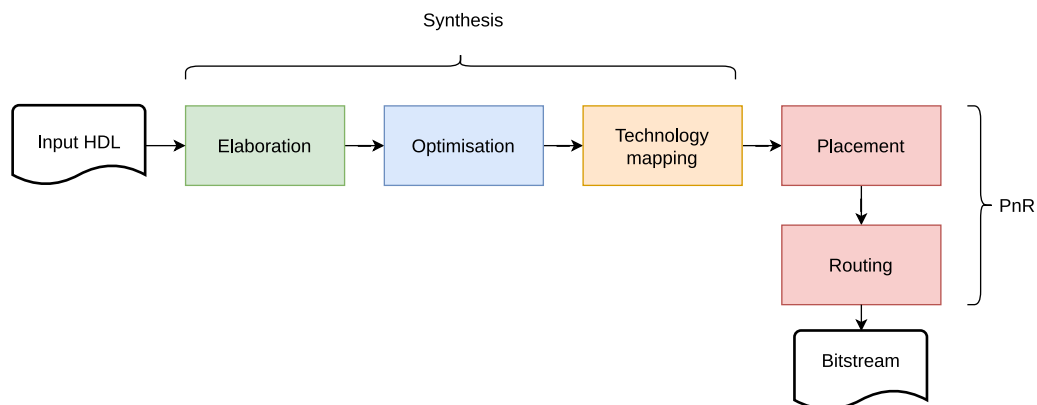 Synthesis
Input HDL
Elaboration
Optimisation
Technology
mapping
Placement
PnR
Routing
Bitstream